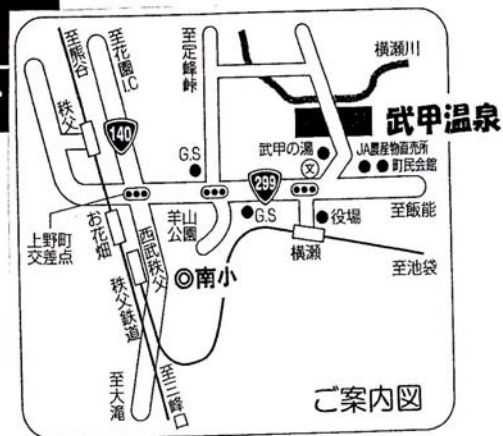 至熊谷
至花園I.C
至定峰峠
横瀬川
秩父
140
武甲温泉
G.S
武甲の湯
文
JA農産物直売所
町民会館
299
上野町
交差点
お花畑
西武秩父
羊山
公園
G.S
役場
至飯能
横瀬
至池袋
◎南小
秩父鉄道
至大滝
至三峰口
ご案内図